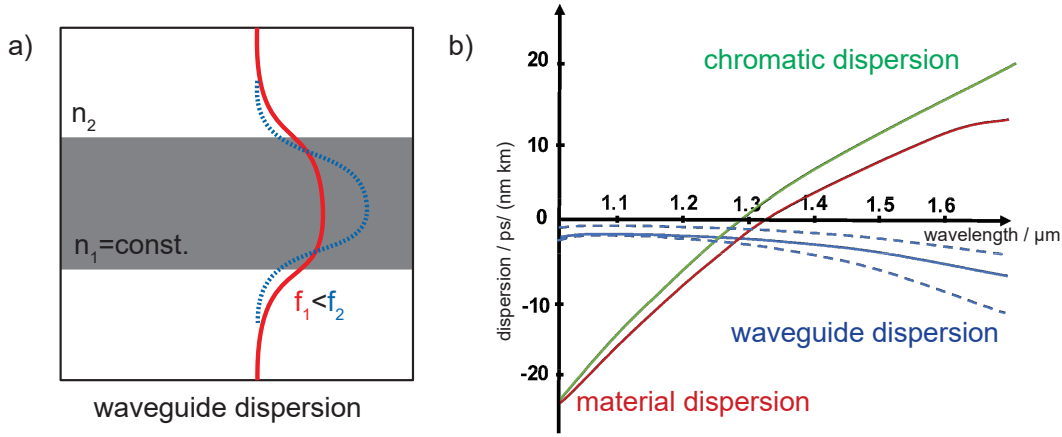 a)
n2
n1=const.
f1<f2
waveguide dispersion
b)
dispersion / ps/ (nm km)
20
10
0
-10
-20
chromatic dispersion
1.1 1.2 1.3 1.4 1.5 1.6
wavelength / µm
waveguide dispersion
material dispersion